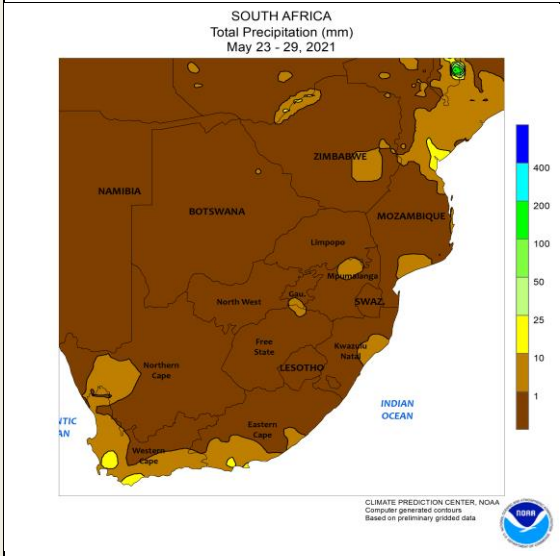 SOUTH AFRICA
Total Precipitation (mm)
May 23 - 29, 2021
ZIMBABWE
NAMIBIA
BOTSWANA
MOZAMBIQUE
Limpopo
Mpumalanga
North West
Gau.
SWAZ.
Free
State
Kwazulu
Natal
Northern
Cape
LESOTHO
Eastern
Cape
Western
Cape
NTIC
AN
INDIAN
OCEAN
400
200
100
50
25
10
1
CLIMATE PREDICTION CENTER, NOAA
Computer generated contours
Based on preliminary gridded data
NOAA